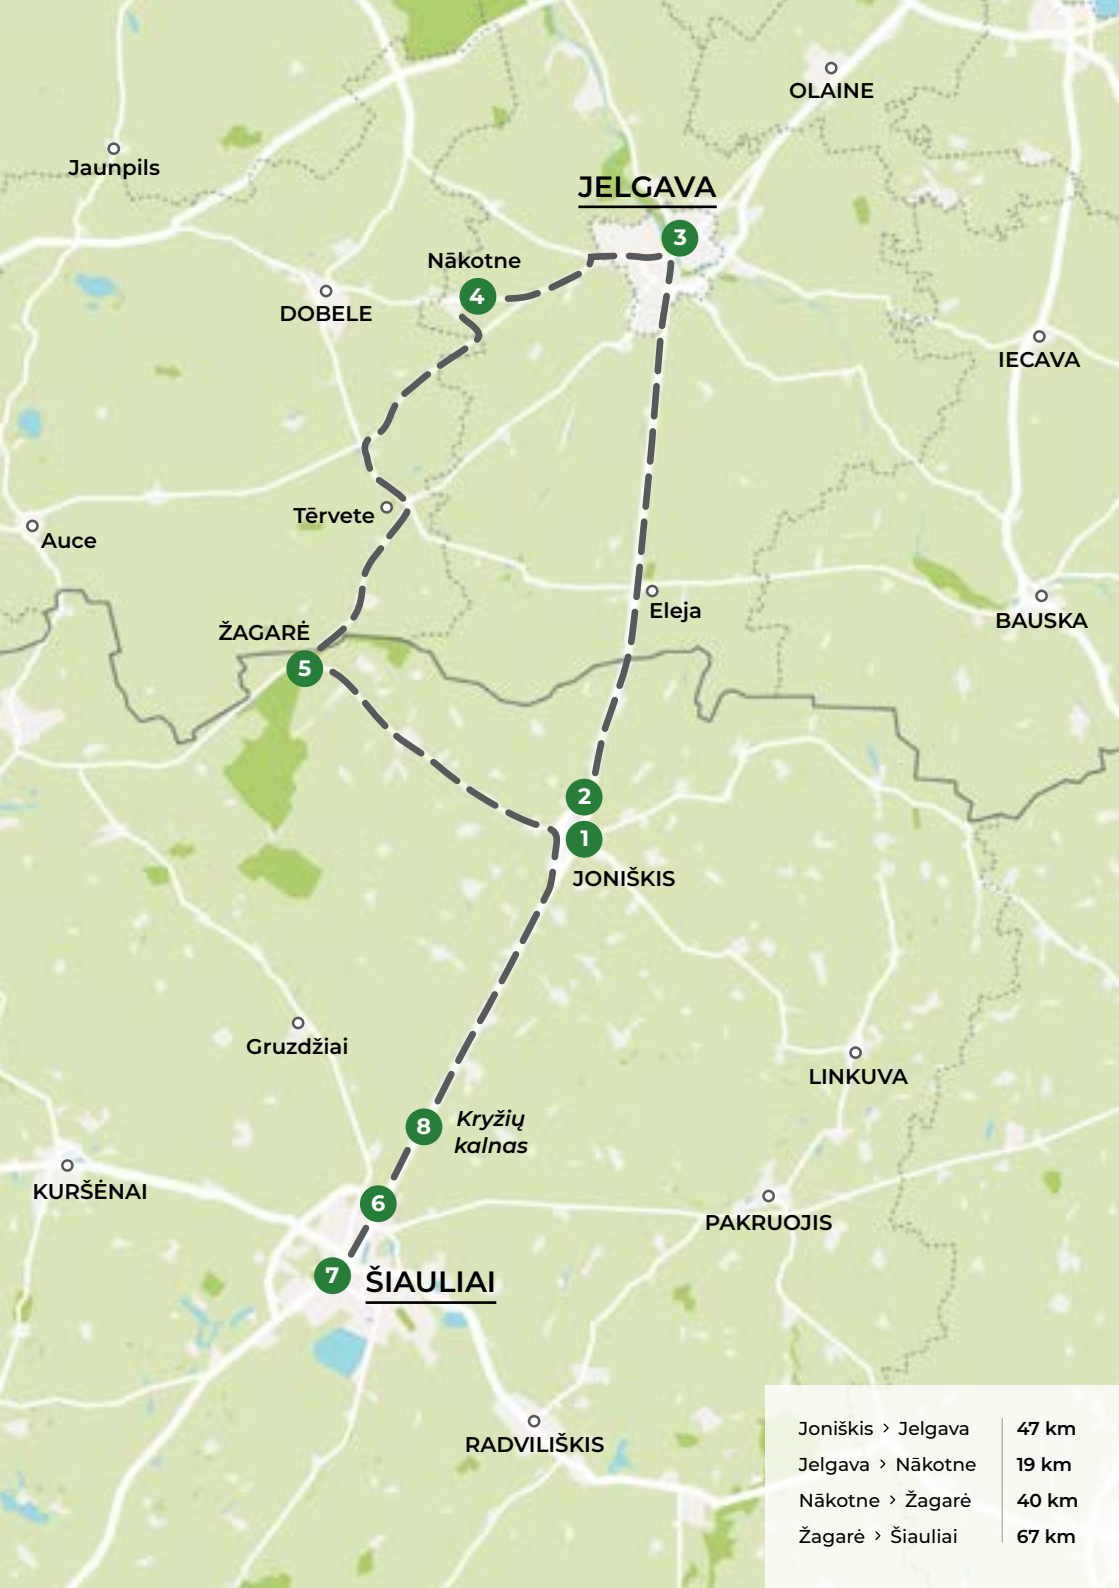 OLAINE
Jaunpils
JELGAVA
3
Nākotne
4
DOBELE
IECAVA
Tērvete
Auce
Eleja
BAUSKA
ŽAGARĖ
5
2
1
JONIŠKIS
Gruzdžiai
LINKUVA
8
Kryžių
kalnas
KURŠĖNAI
6
PAKRUOJIS
7
ŠIAULIAI
RADVILIŠKIS
Joniškis › Jelgava 47 km
Jelgava › Nākotne 19 km
Nākotne › Žagarė 40 km
Žagarė › Šiauliai 67 km